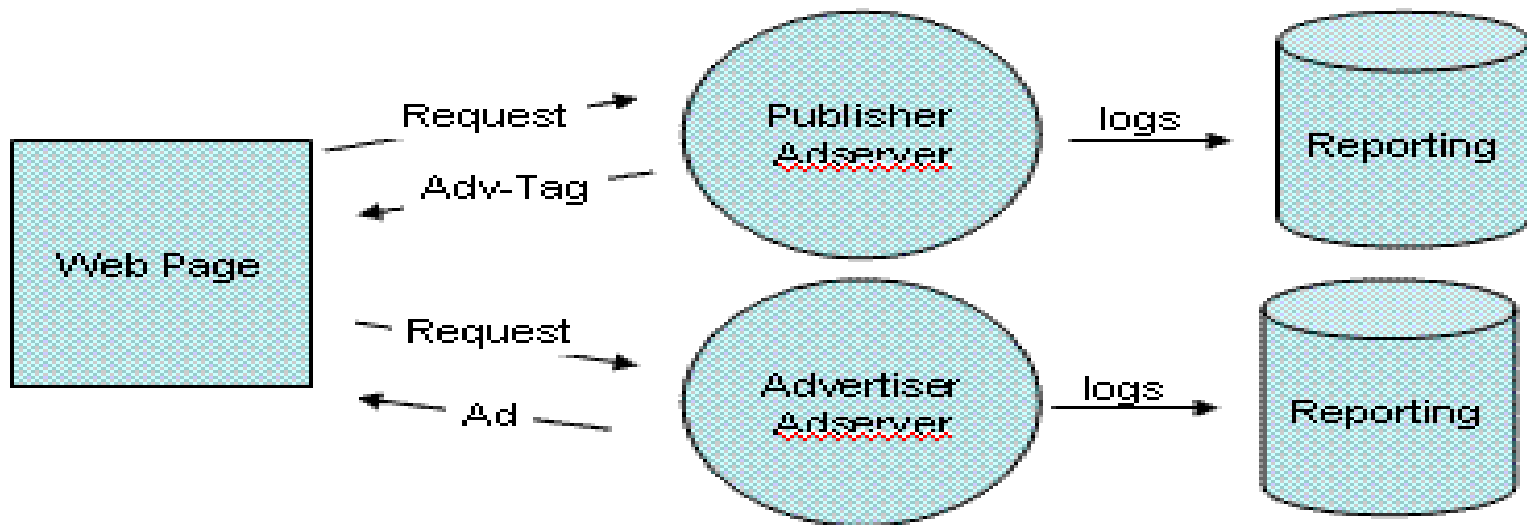 Request
Publisher
Adserver
logs
Reporting
Adv-Tag
Web Page
Request
Advertiser
Adserver
logs
Reporting
Ad